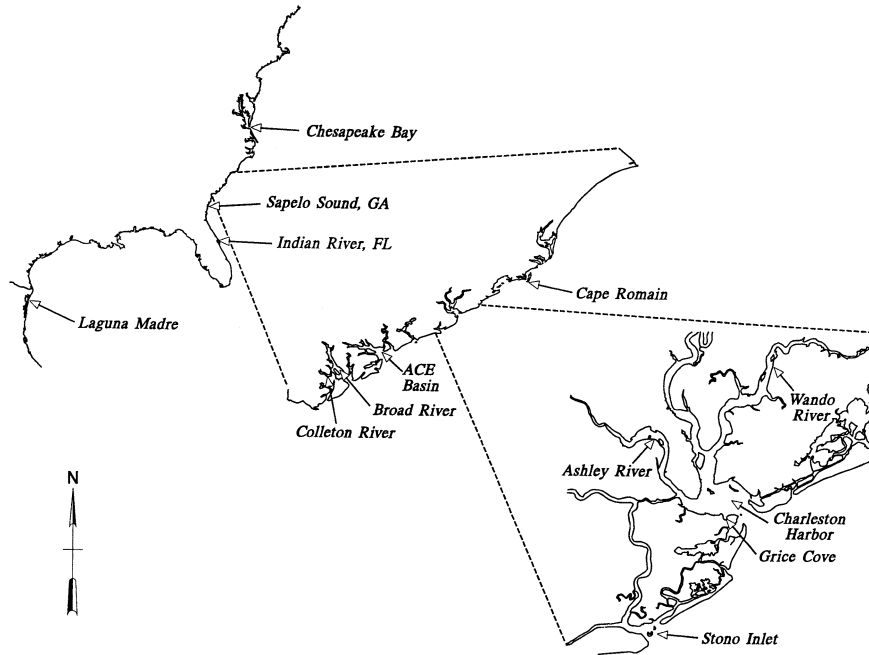 Chesapeake Bay
Sapelo Sound, GA
Indian River, FL
Laguna Madre
Cape Romain
ACE
Basin
Broad River
Colleton River
Wando
River
Ashley River
Charleston
Harbor
Grice Cove
Stono Inlet
N